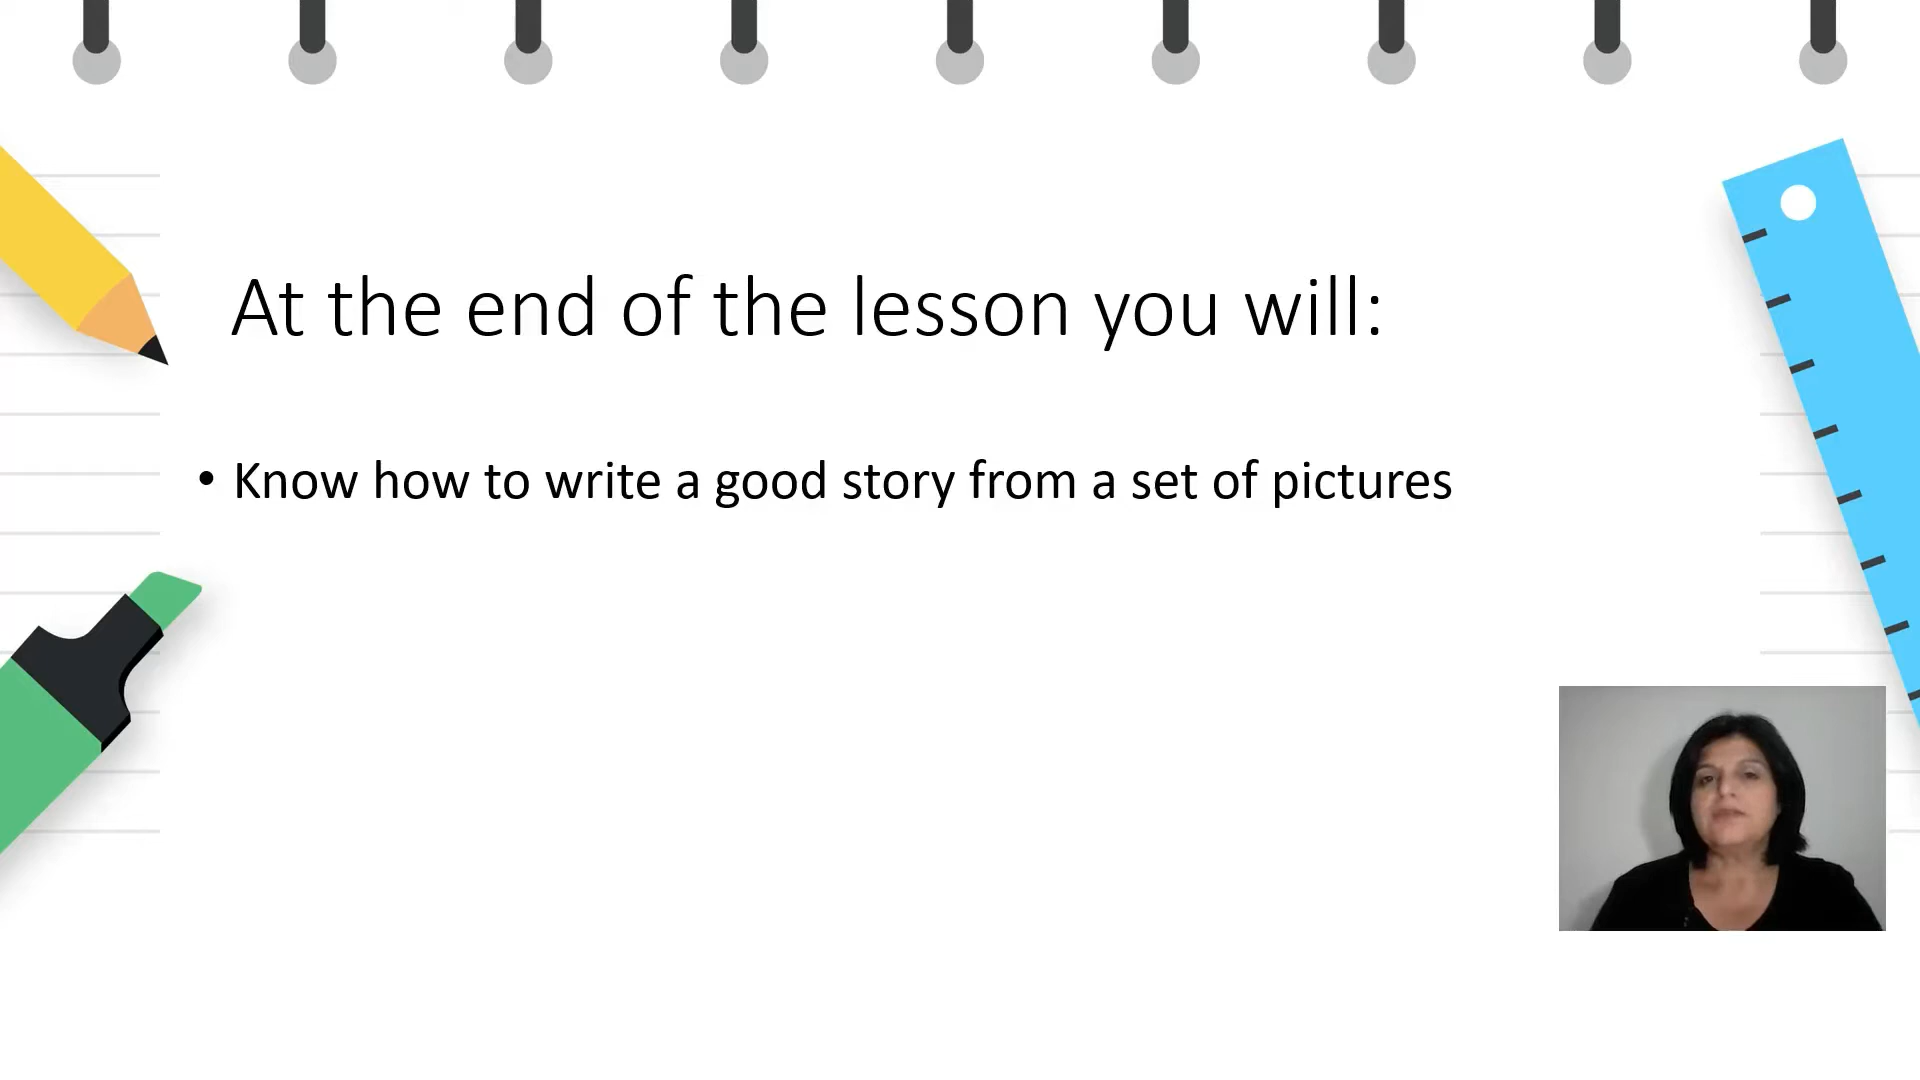 At the end of the lesson you will:
• Know how to write a good story from a set of pictures